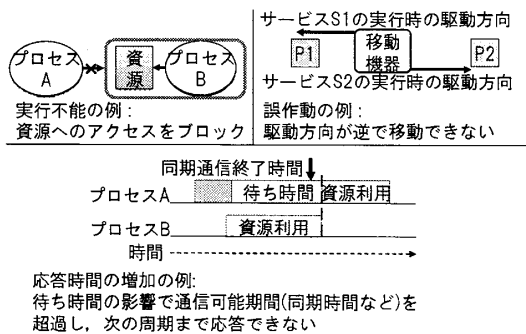 プロセス
A
資
源
プロセス
B
実行不能の例:
資源へのアクセスをブロック
サービスS1の実行時の駆動方向
P1
移動
機器
P2
サービスS2の実行時の駆動方向
誤作動の例:
駆動方向が逆で移動できない
同期通信終了時間
プロセスA
待ち時間
資源利用
プロセスB
資源利用
時間
応答時間の増加の例:
待ち時間の影響で通信可能期間(同期時間など)を
超過し，次の周期まで応答できない